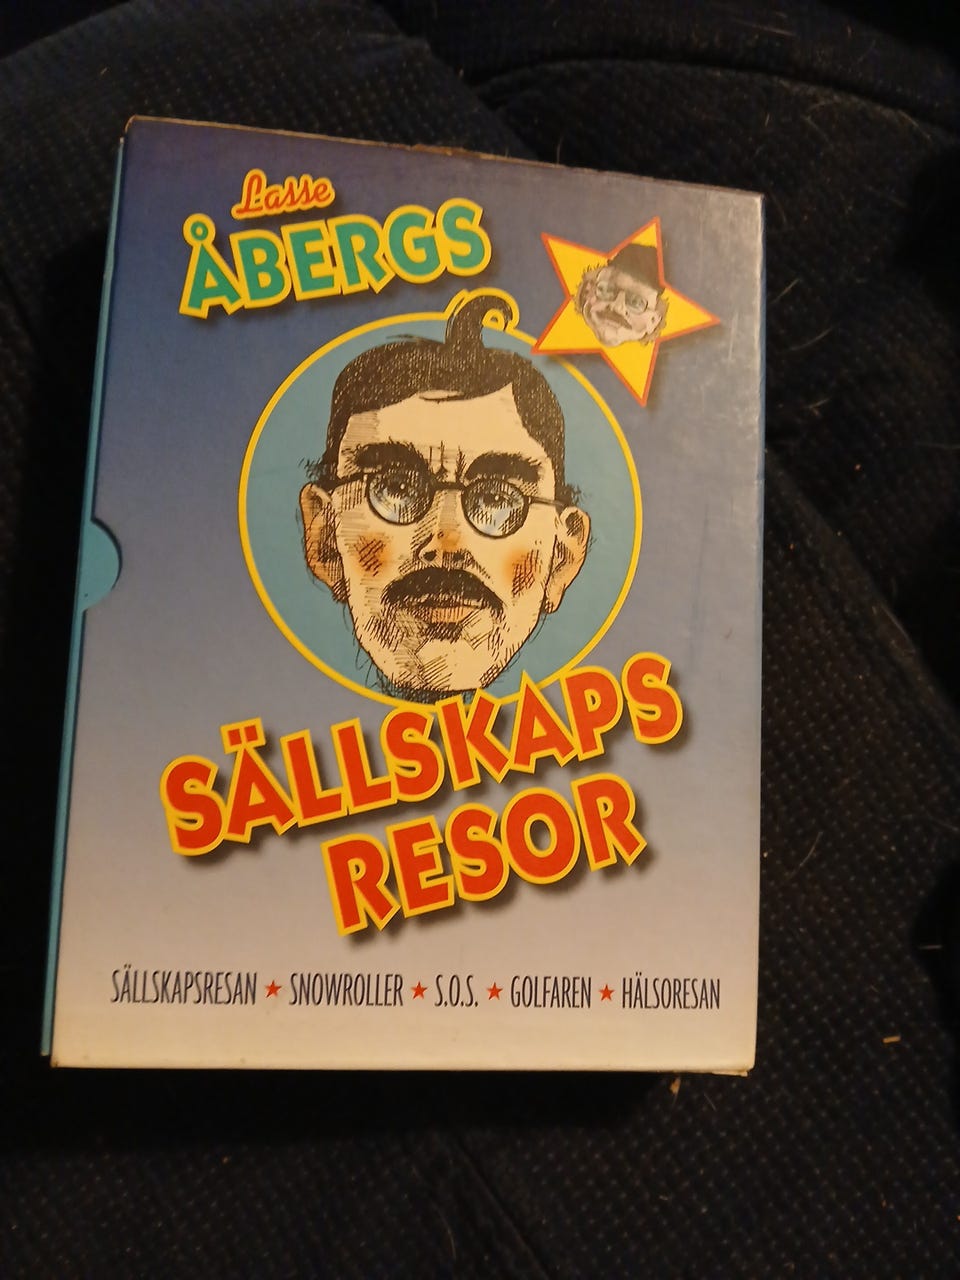 Lasse
ÅBERGS
SÄLLSKAPS
RESOR
SÄLLSKAPSRESAN ★ SNOWROLLER ★ S.O.S. ★ GOLFAREN ★ HÄLSORESAN